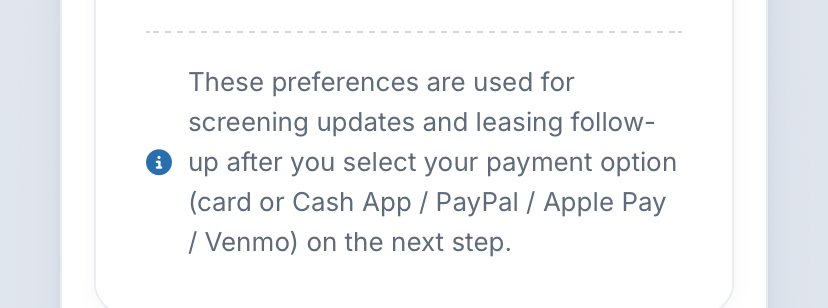 These preferences are used for
screening updates and leasing follow-
up after you select your payment option
(card or Cash App / PayPal / Apple Pay
/ Venmo) on the next step.